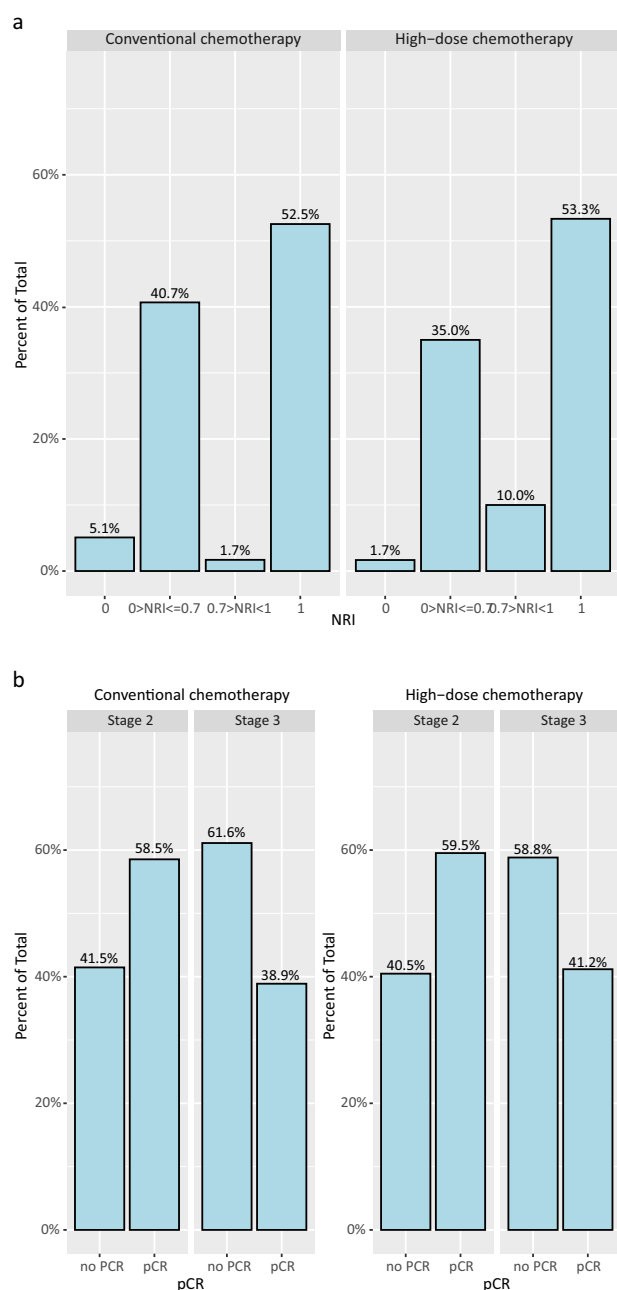 a
Conventional chemotherapy High−dose chemotherapy
60%
40%
20%
0%
Percent of Total
52.5%
40.7%
5.1%
1.7%
53.3%
35.0%
10.0%
1.7%
0 0>NRI<=0.7 0.7>NRI<1 1 0 0>NRI<=0.7 0.7>NRI<1 1
NRI
b
Conventional chemotherapy High−dose chemotherapy
Stage 2 Stage 3 Stage 2 Stage 3
60%
40%
20%
0%
Percent of Total
41.5%
58.5%
61.6%
38.9%
no PCR pCR no PCR pCR
pCR
60%
40%
20%
0%
Percent of Total
40.5%
59.5%
58.8%
41.2%
no PCR pCR no PCR pCR
pCR